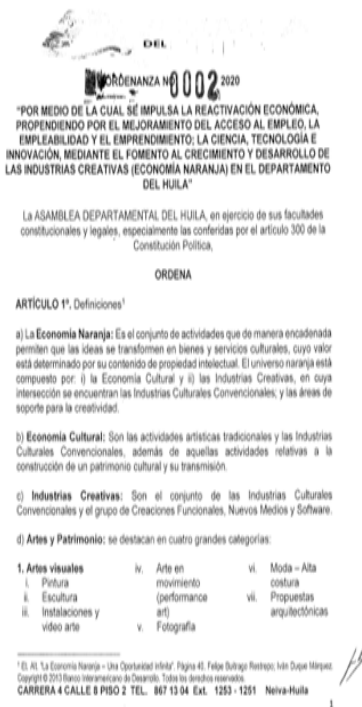 DEL
ORDENANZA No 0002 2020
"POR MEDIO DE LA CUAL SE IMPULSA LA REACTIVACIÓN ECONÓMICA,
PROPENDIENDO POR EL MEJORAMIENTO DEL ACCESO AL EMPLEO, LA
EMPLEABILIDAD Y EL EMPRENDIMIENTO; LA CIENCIA, TECNOLOGÍA E
INNOVACIÓN, MEDIANTE EL FOMENTO AL CRECIMIENTO Y DESARROLLO DE
LAS INDUSTRIAS CREATIVAS (ECONOMÍA NARANJA) EN EL DEPARTAMENTO
DEL HUILA"
La ASAMBLEA DEPARTAMENTAL DEL HUILA, en ejercicio de sus facultades
constitucionales y legales, especialmente las conferidas por el artículo 300 de la
Constitución Política,
ORDENA
ARTÍCULO 1º. Definiciones¹
a) La Economía Naranja: Es el conjunto de actividades que de manera encadenada
permiten que las ideas se transformen en bienes y servicios culturales, cuyo valor
está determinado por su contenido de propiedad intelectual. El universo naranja está
compuesto por: i) la Economía Cultural y ii) las Industrias Creativas, en cuya
intersección se encuentran las Industrias Culturales Convencionales; y las áreas de
soporte para la creatividad.
b) Economía Cultural: Son las actividades artísticas tradicionales y las Industrias
Culturales Convencionales, además de aquellas actividades relativas a la
construcción de un patrimonio cultural y su transmisión.
c) Industrias Creativas: Son el conjunto de las Industrias Culturales
Convencionales y el grupo de Creaciones Funcionales, Nuevos Medios y Software.
d) Artes y Patrimonio: se destacan en cuatro grandes categorías:
1. Artes visuales
i. Pintura
ii. Escultura
iii. Instalaciones y
video arte
iv. Arte en
movimiento
(performance
art)
v. Fotografía
vi. Moda – Alta
costura
vii. Propuestas
arquitectónicas
¹ El. Alt. "La Economía Naranja – Una Oportunidad Infinita". Página 40. Felipe Buitrago Restrepo; Iván Duque Márquez
Copyright © 2013 Banco Interamericano de Desarrollo. Todos los derechos reservados.
CARRERA 4 CALLE 8 PISO 2 TEL. 867 13 04 Ext. 1253 - 1251 Neiva-Huila
1